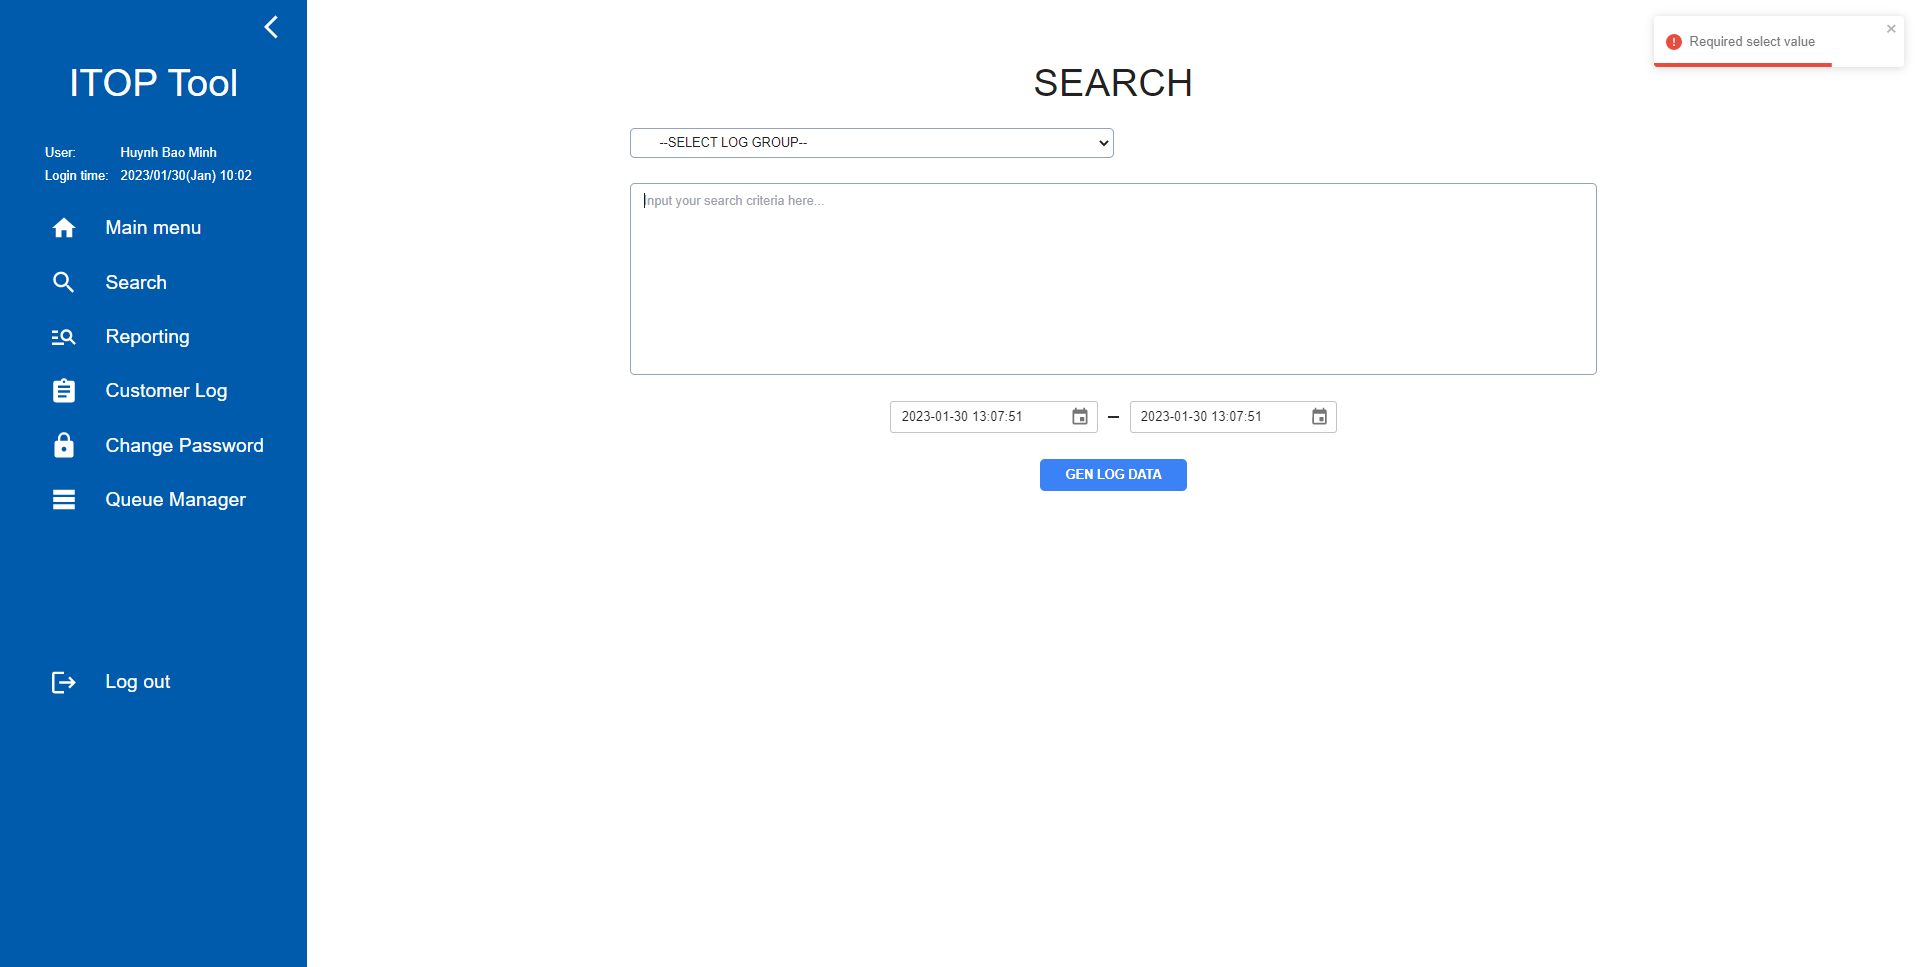 ITOP Tool
User: Huynh Bao Minh
Login time: 2023/01/30(Jan) 10:02
Main menu
Search
Reporting
Customer Log
Change Password
Queue Manager
Log out
SEARCH
--SELECT LOG GROUP--
Input your search criteria here...
2023-01-30 13:07:51 – 2023-01-30 13:07:51
GEN LOG DATA
Required select value